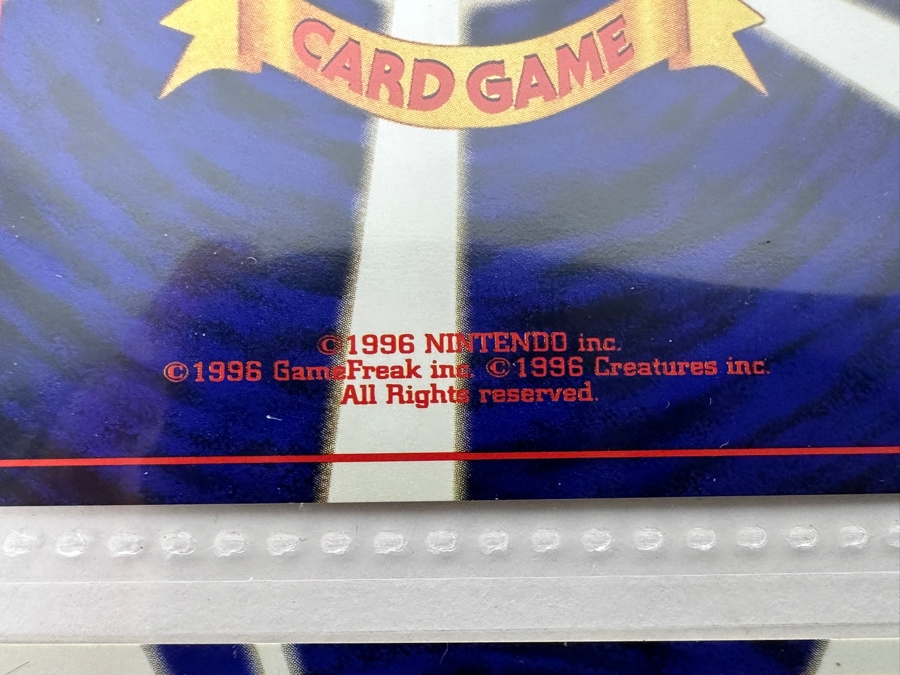 CARD GAME
©1996 NINTENDO inc.
©1996 GameFreak inc. ©1996 Creatures inc.
All Rights reserved.